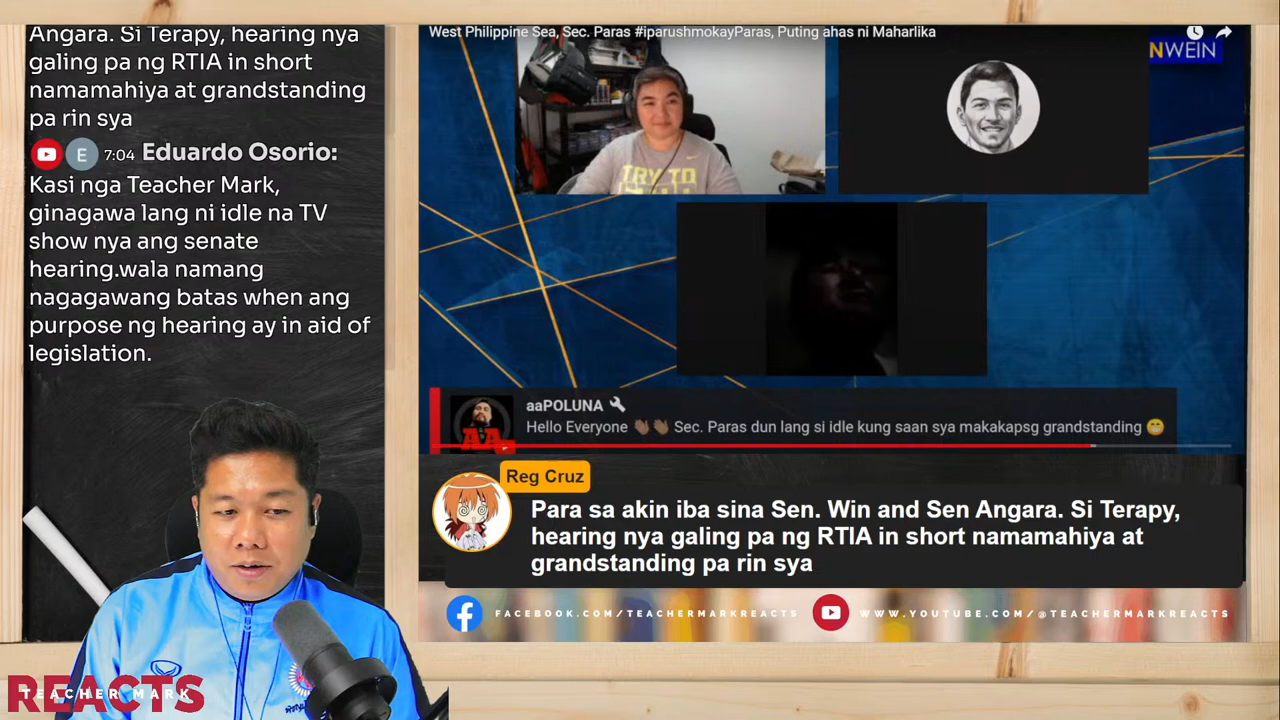 Angara. Si Terapy, hearing nya
galing pa ng RTIA in short
namamahiya at grandstanding
pa rin sya
E 7:04 Eduardo Osorio:
Kasi nga Teacher Mark,
ginagawa lang ni idle na TV
show nya ang senate
hearing.wala namang
nagagawang batas when ang
purpose ng hearing ay in aid of
legislation.
West Philippine Sea, Sec. Paras #iparushmokayParas, Puting ahas ni Maharlika
NWEIN
TRY TO
aaPOLUNA
Hello Everyone 👋🏽👋🏽 Sec. Paras dun lang si idle kung saan sya makakapsg grandstanding 😁
AA
Reg Cruz
Para sa akin iba sina Sen. Win and Sen Angara. Si Terapy,
hearing nya galing pa ng RTIA in short namamahiya at
grandstanding pa rin sya
FACEBOOK.COM/TEACHERMARKREACTS
WWW.YOUTUBE.COM/@TEACHERMARKREACTS
TEACHER MARK
REACTS